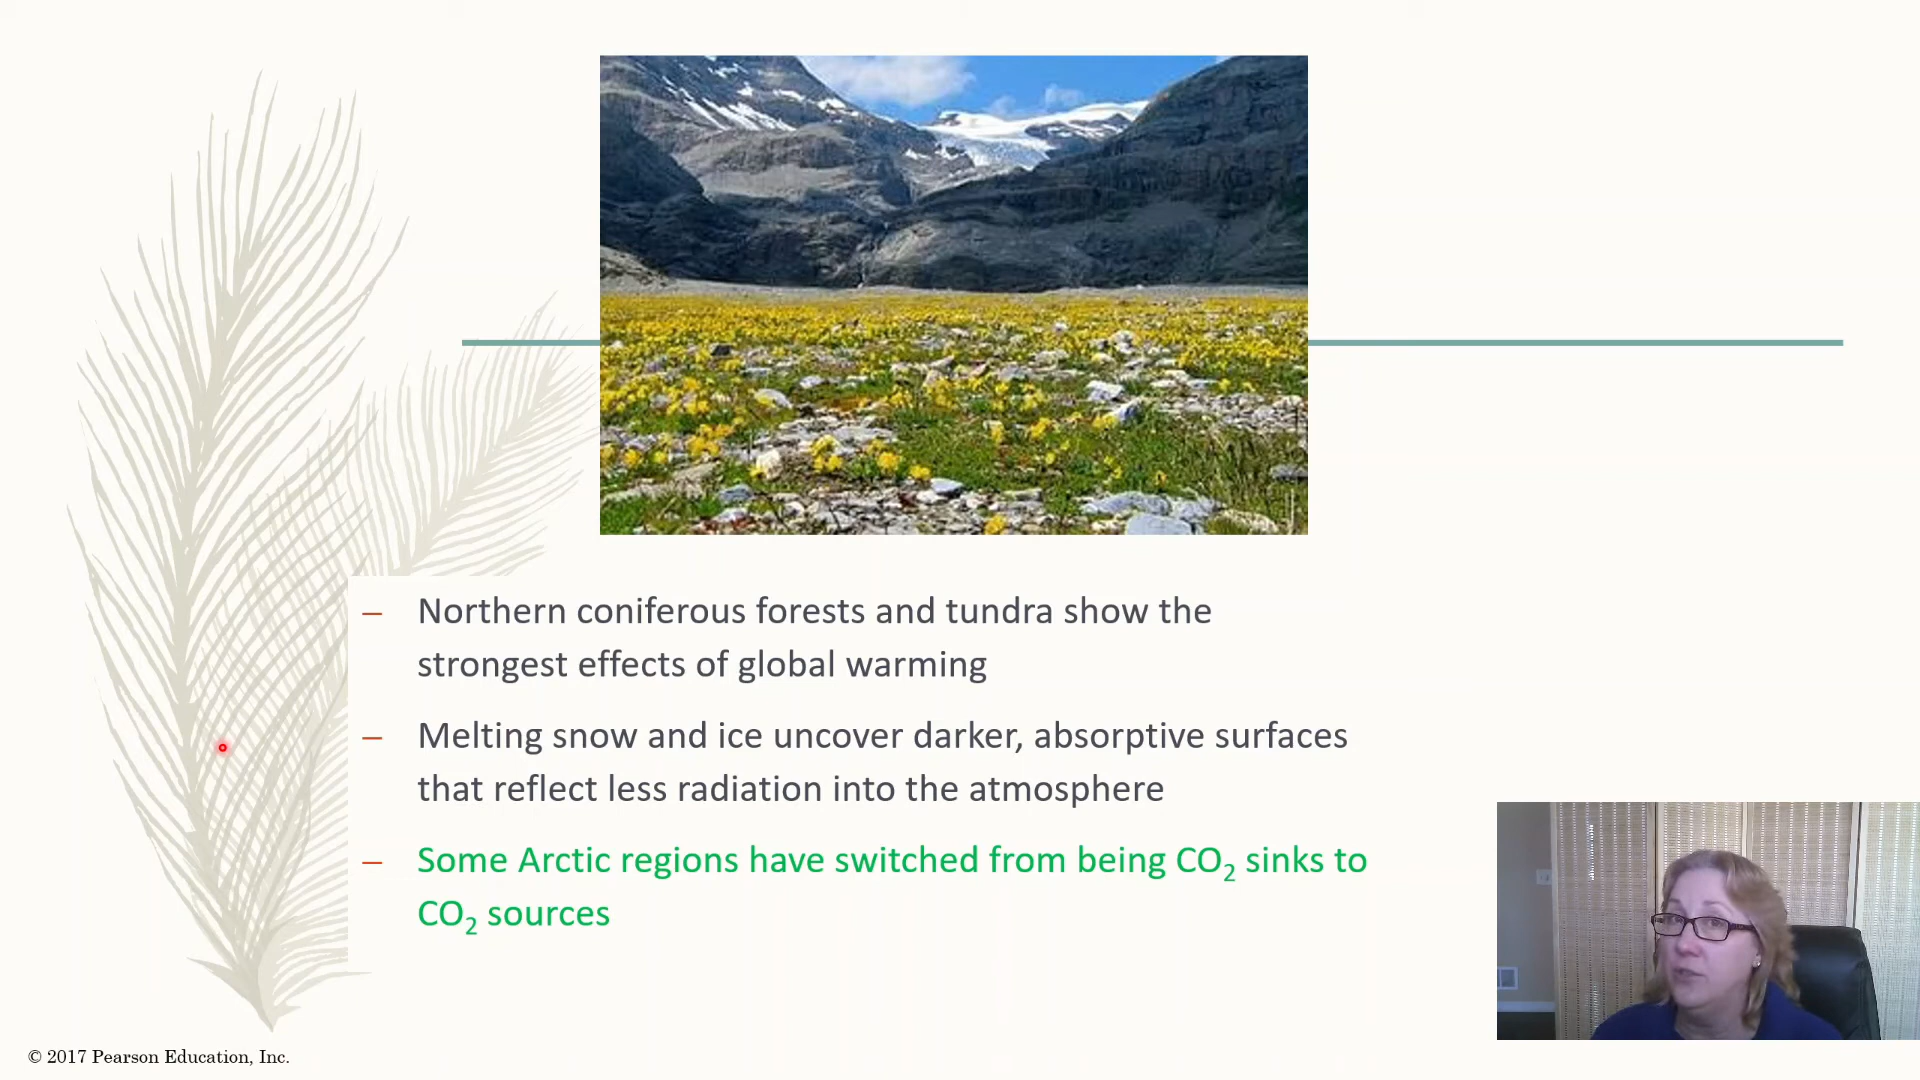 – Northern coniferous forests and tundra show the
strongest effects of global warming
– Melting snow and ice uncover darker, absorptive surfaces
that reflect less radiation into the atmosphere
– Some Arctic regions have switched from being CO₂ sinks to
CO₂ sources
© 2017 Pearson Education, Inc.